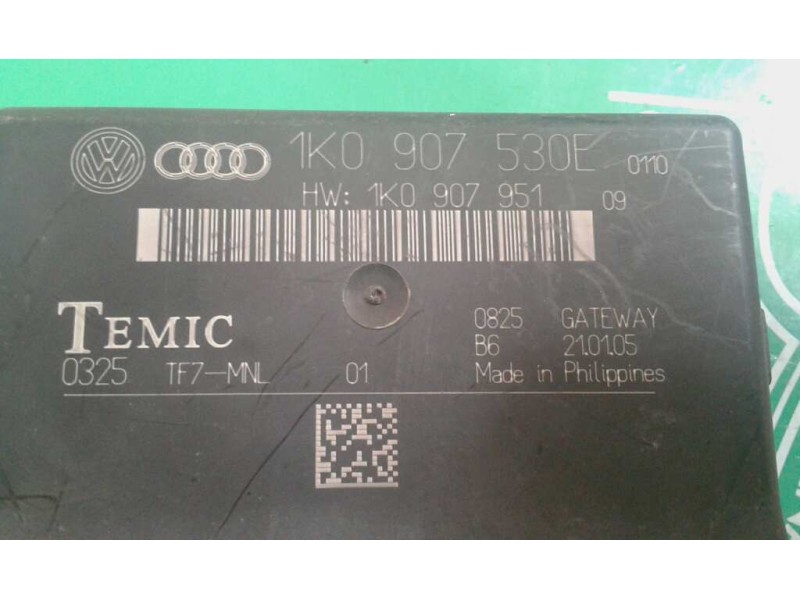 1K0 907 530E 0110
HW: 1K0 907 951 09
TEMIC
0825 GATEWAY
B6 21.01.05
0325 TF7-MNL 01 Made in Philippines